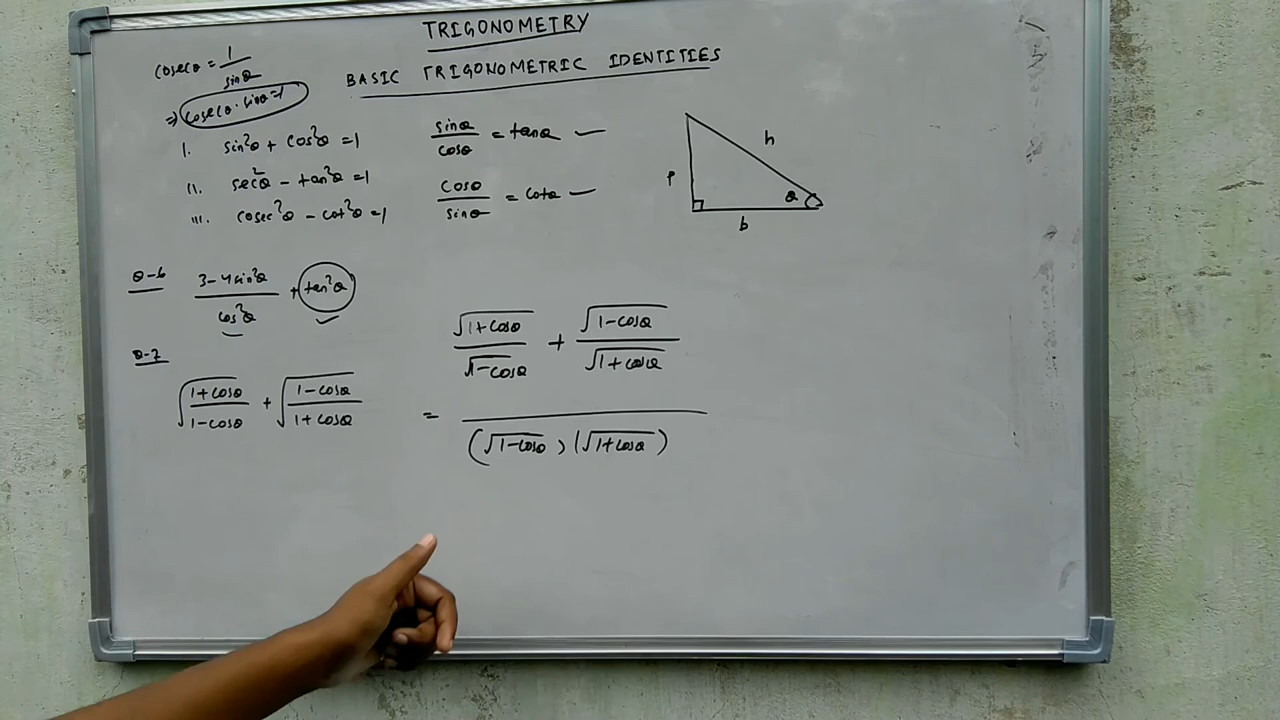 TRIGONOMETRY
BASIC TRIGONOMETRIC IDENTITIES
cosecθ = 1/sinθ
⇒ cosecθ · sinθ = 1
I. sin²θ + cos²θ = 1
II. sec²θ - tan²θ = 1
III. cosec²θ - cot²θ = 1
sinθ/cosθ = tanθ —
cosθ/sinθ = cotθ —
P
h
b
θ
Q-6
(3-4sin²θ)/cos²θ + tan²θ ✓
Q-7
√((1+cosθ)/(1-cosθ)) + √((1-cosθ)/(1+cosθ))
√(1+cosθ)/√(1-cosθ) + √(1-cosθ)/√(1+cosθ)
= /(√(1-cosθ))(√(1+cosθ))